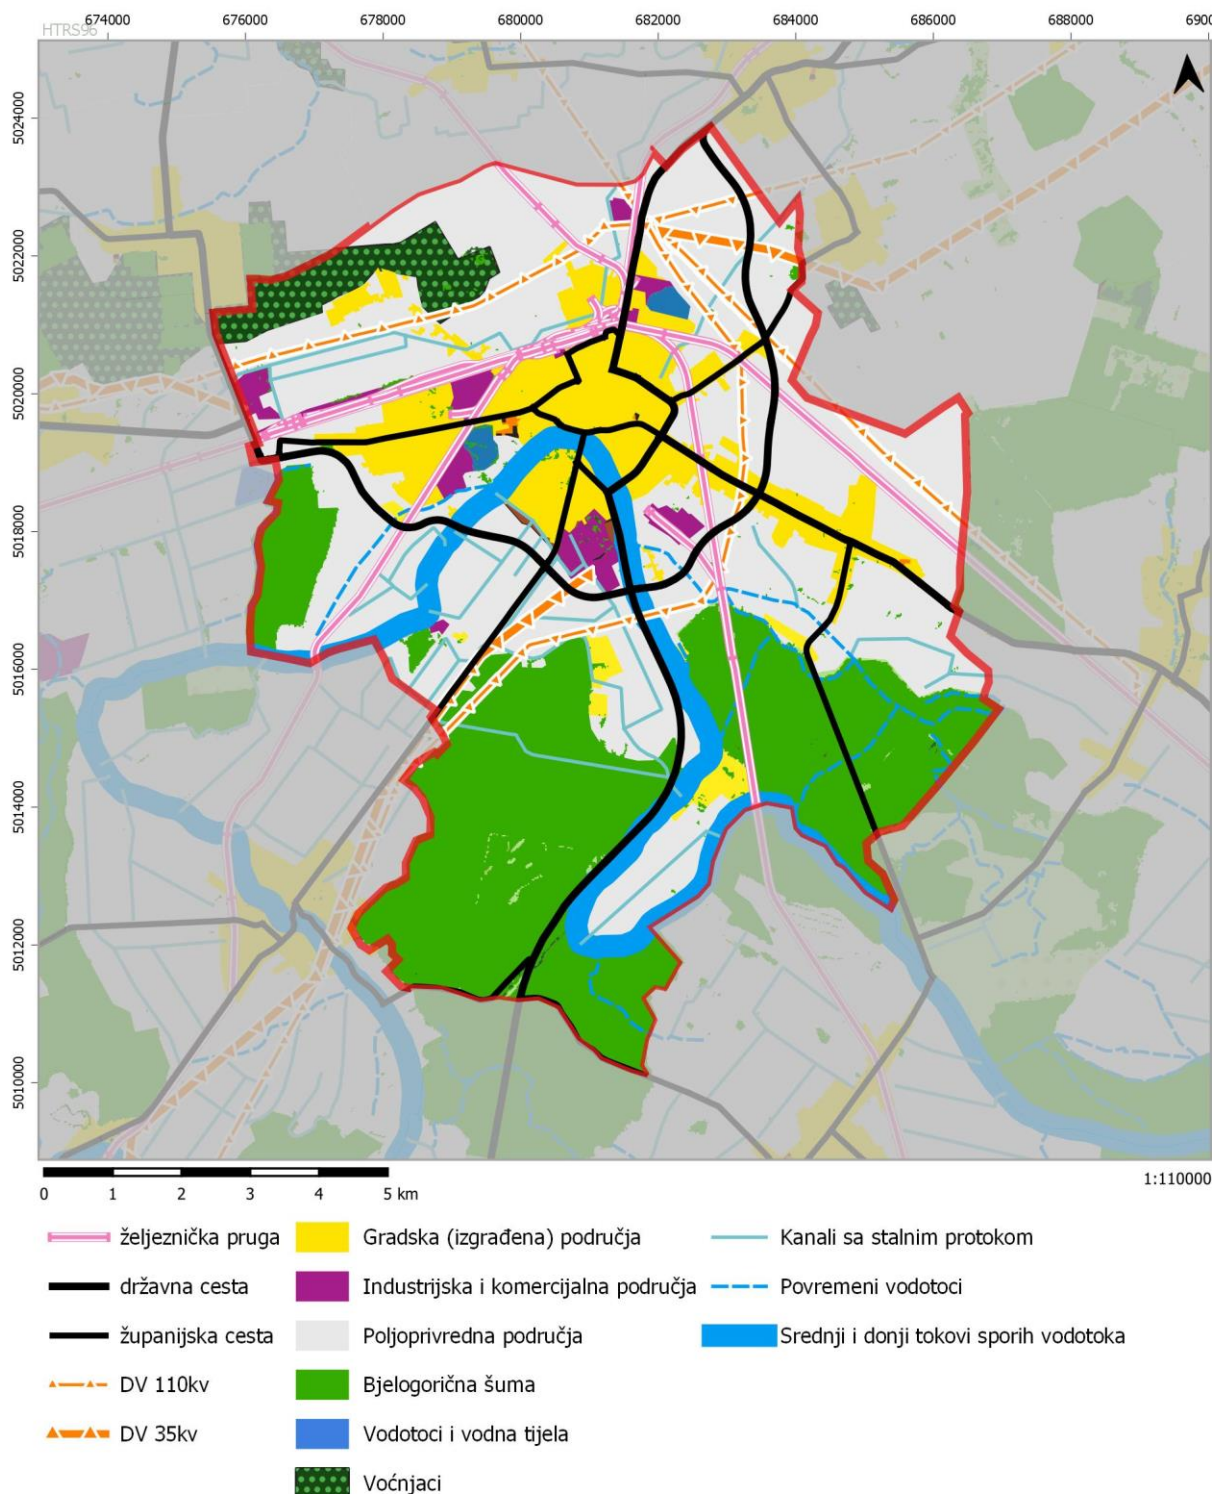 674000 676000 678000 680000 682000 684000 686000 688000 6900
HTRS96
5024000
5022000
5020000
5018000
5016000
5014000
5012000
5010000
0 1 2 3 4 5 km
1:110000
željeznička pruga
državna cesta
županijska cesta
DV 110kv
DV 35kv
Gradska (izgrađena) područja
Industrijska i komercijalna područja
Poljoprivredna područja
Bjelogorična šuma
Vodotoci i vodna tijela
Voćnjaci
Kanali sa stalnim protokom
Povremeni vodotoci
Srednji i donji tokovi sporih vodotoka